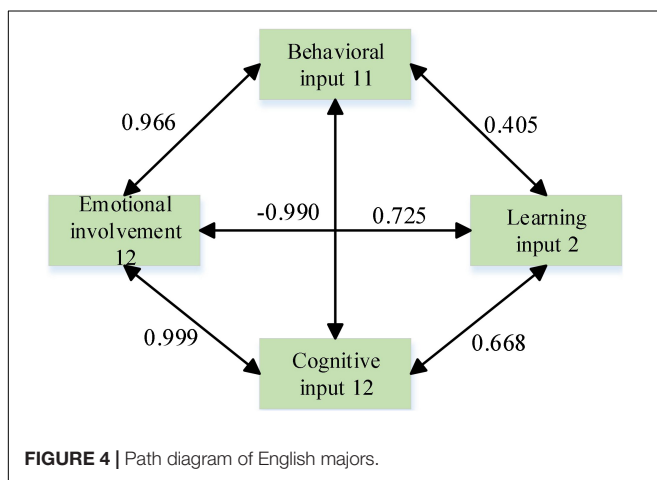 Behavioral
input 11
0.966
0.405
Emotional
involvement
12
-0.990
0.725
Learning
input 2
0.999
0.668
Cognitive
input 12
FIGURE 4 | Path diagram of English majors.